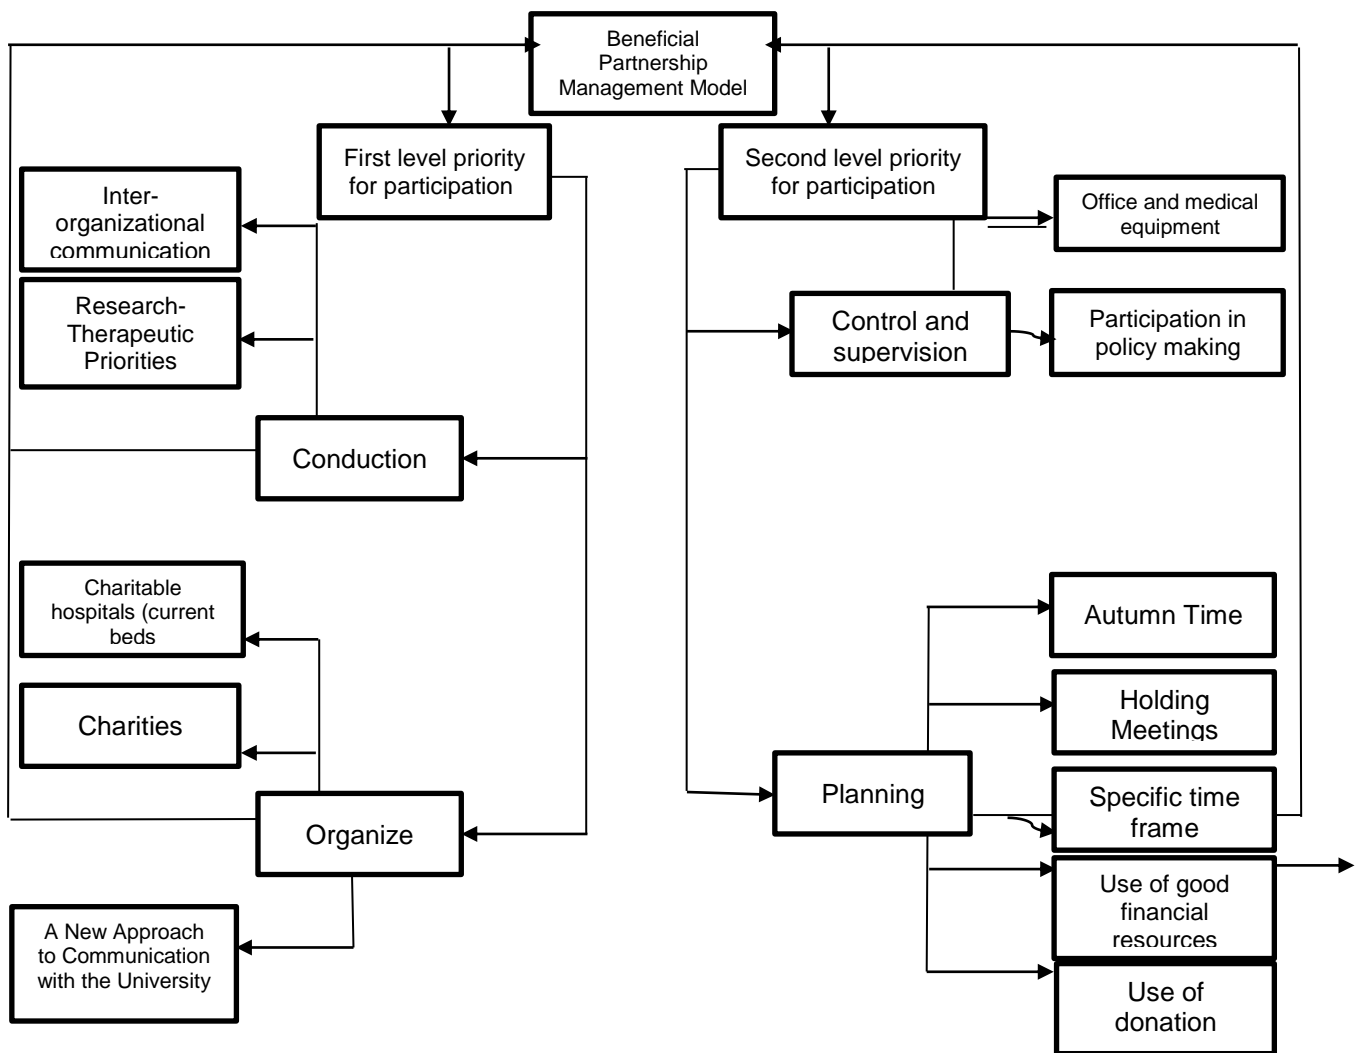 Beneficial
Partnership
Management Model
First level priority
for participation
Second level priority
for participation
Inter-
organizational
communication
Office and medical
equipment
Research-
Therapeutic
Priorities
Control and
supervision
Participation in
policy making
Conduction
Charitable
hospitals (current
beds
Autumn Time
Charities
Holding
Meetings
Organize
Planning
Specific time
frame
Use of good
financial
resources
A New Approach
to Communication
with the University
Use of
donation